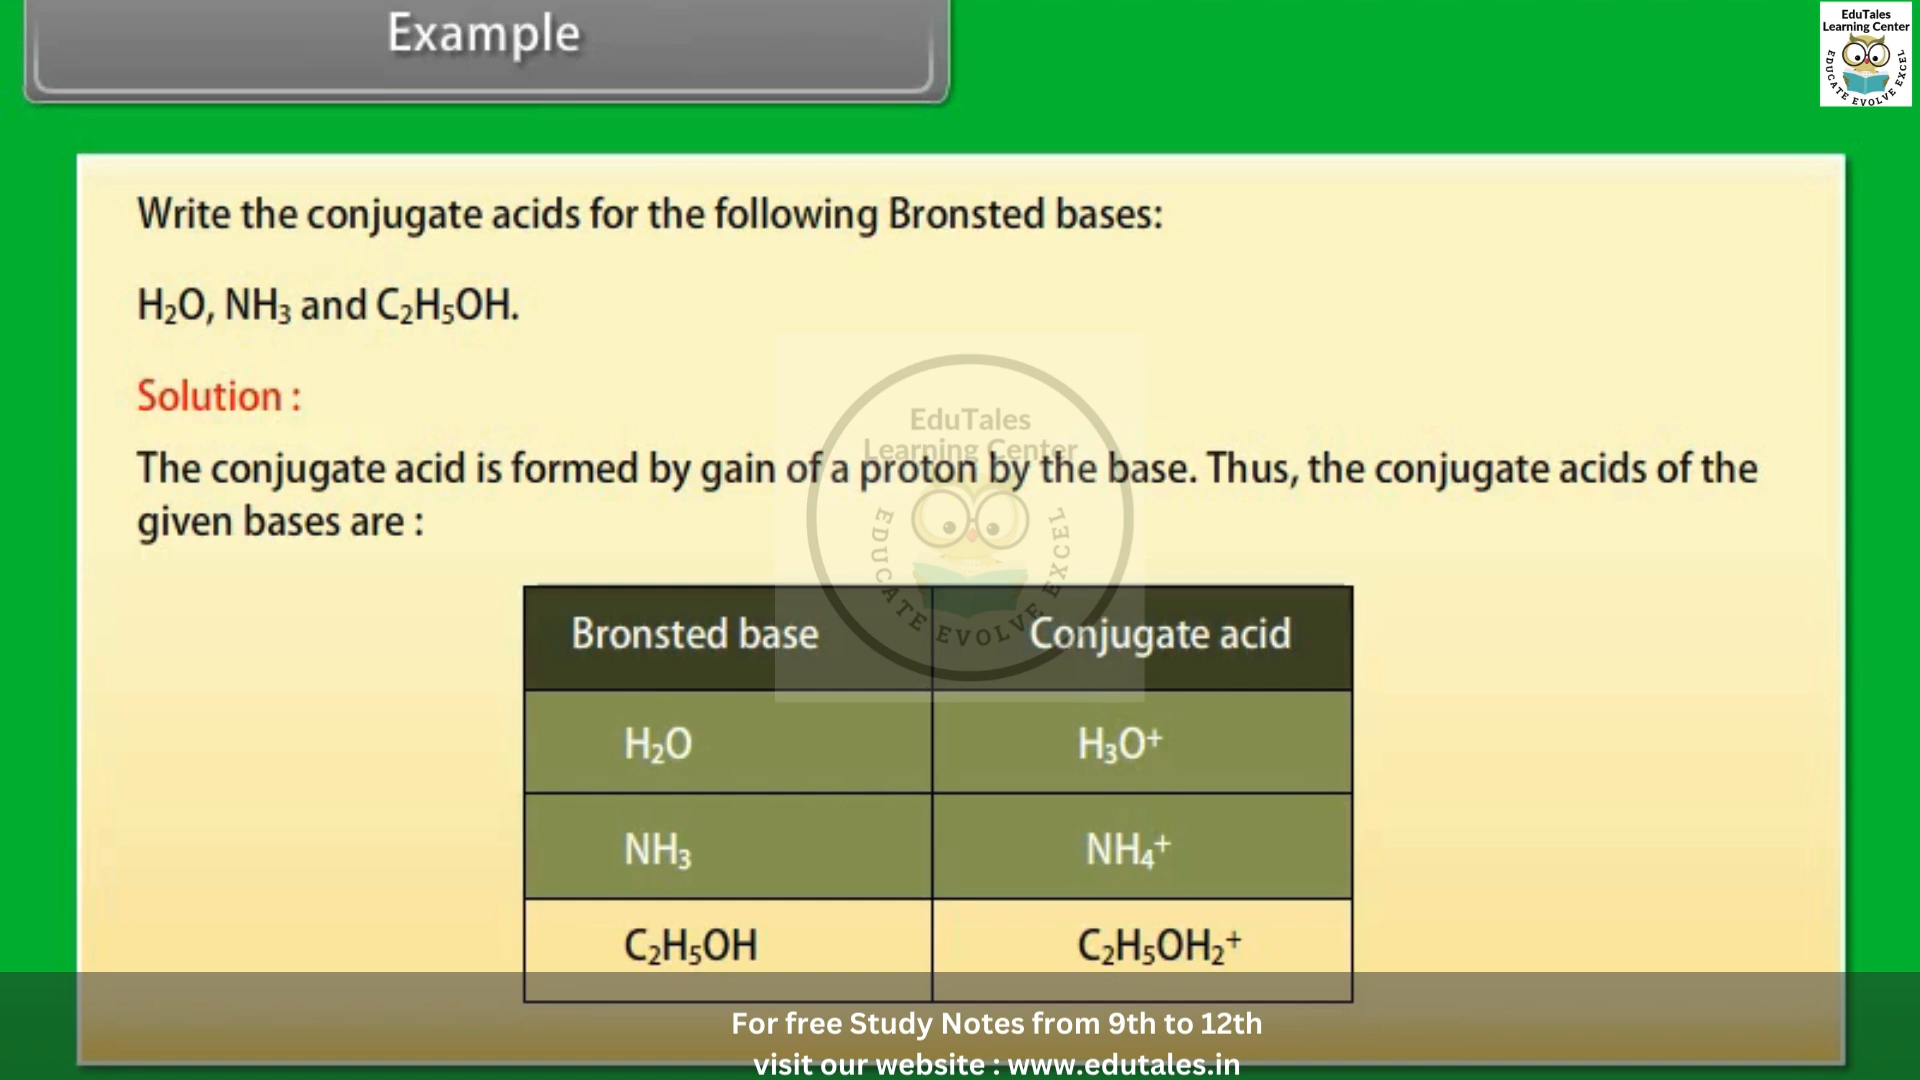 Example
EduTales
Learning Center
EDUCATE EVOLVE EXCEL
Write the conjugate acids for the following Bronsted bases:
H₂O, NH₃ and C₂H₅OH.
Solution :
The conjugate acid is formed by gain of a proton by the base. Thus, the conjugate acids of the
given bases are :
EduTales
Learning Center
EDUCATE EVOLVE EXCEL
Bronsted base Conjugate acid
H₂O H₃O⁺
NH₃ NH₄⁺
C₂H₅OH C₂H₅OH₂⁺
For free Study Notes from 9th to 12th
visit our website : www.edutales.in